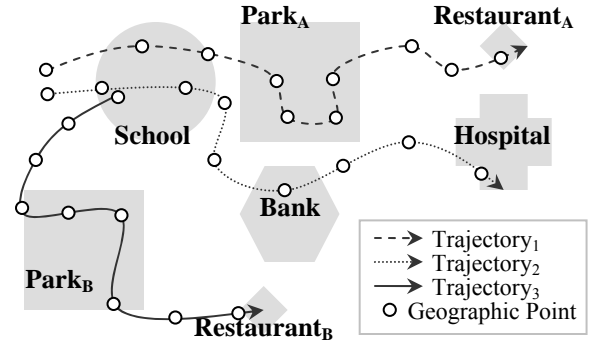 Park_A
Restaurant_A
School
Hospital
Bank
Park_B
Restaurant_B
Trajectory_1
Trajectory_2
Trajectory_3
Geographic Point